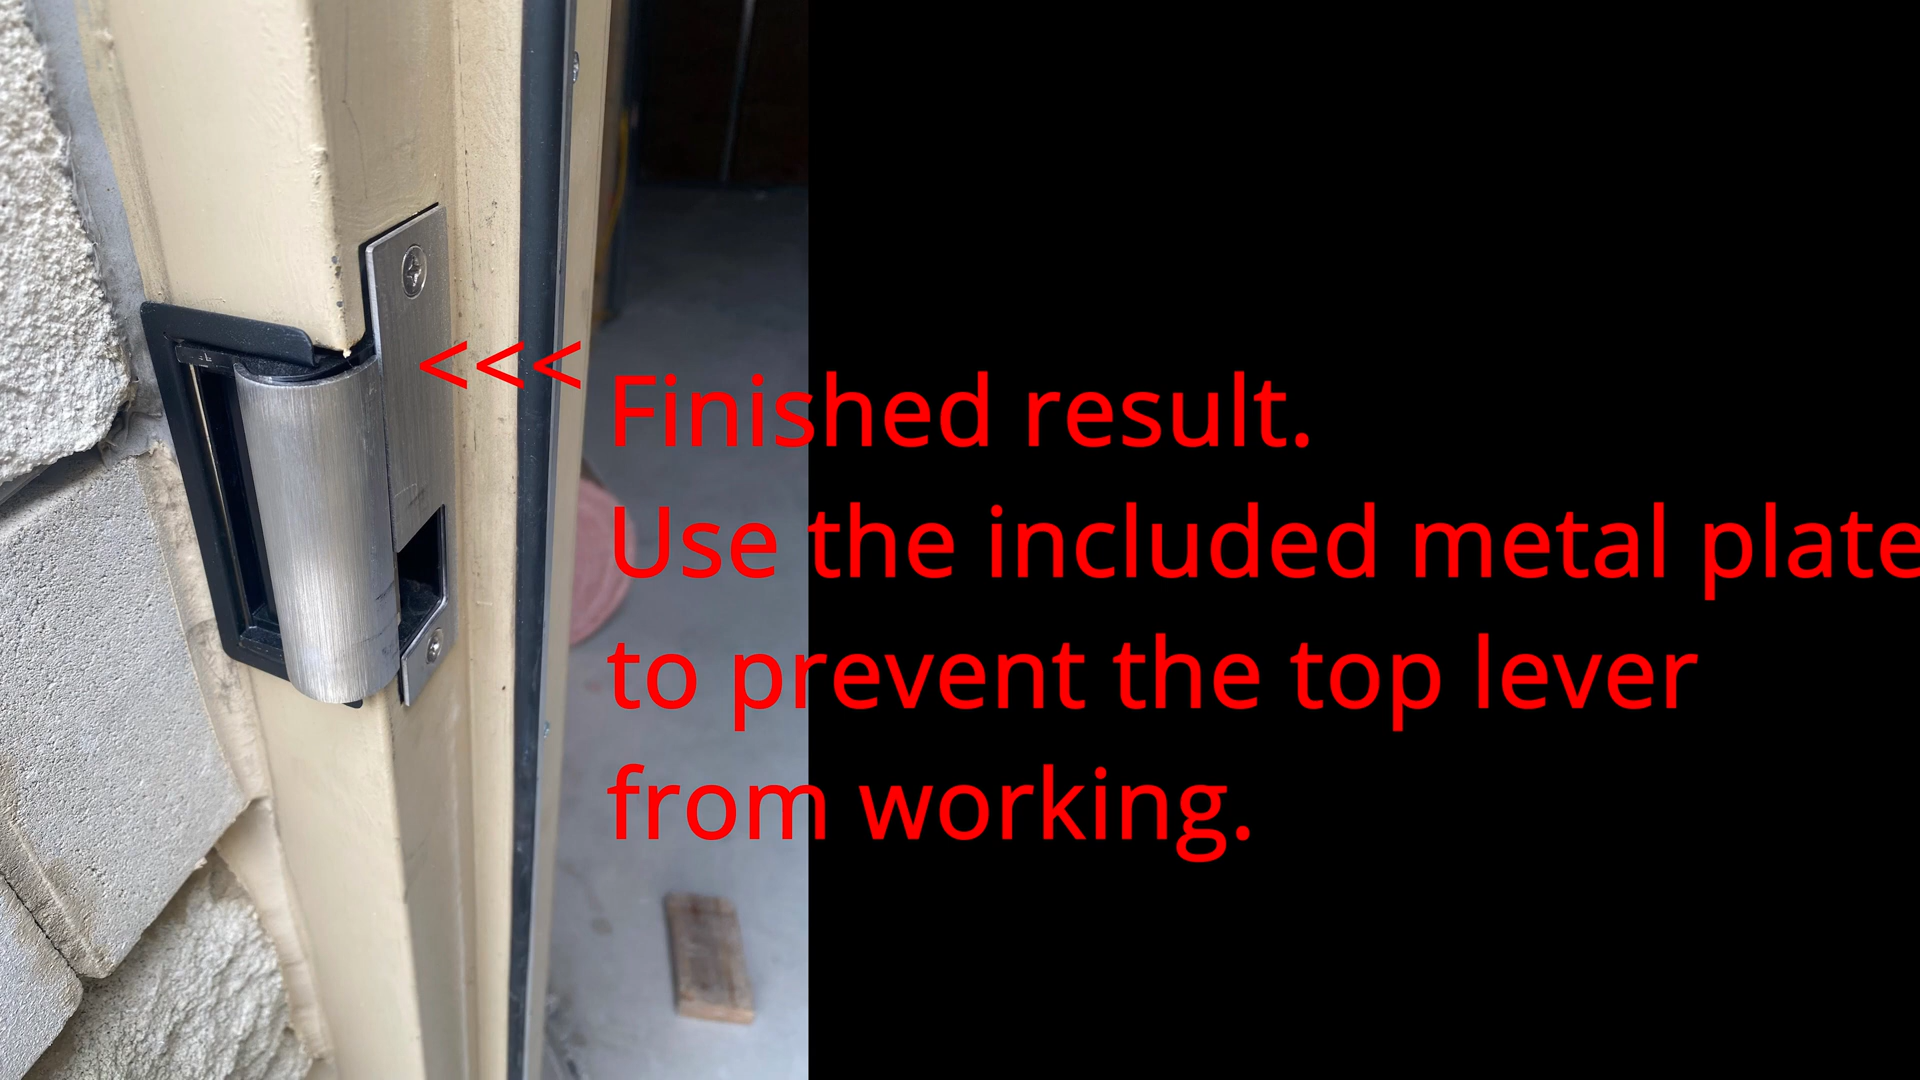 <<<
Finished result.
Use the included metal plate
to prevent the top lever
from working.